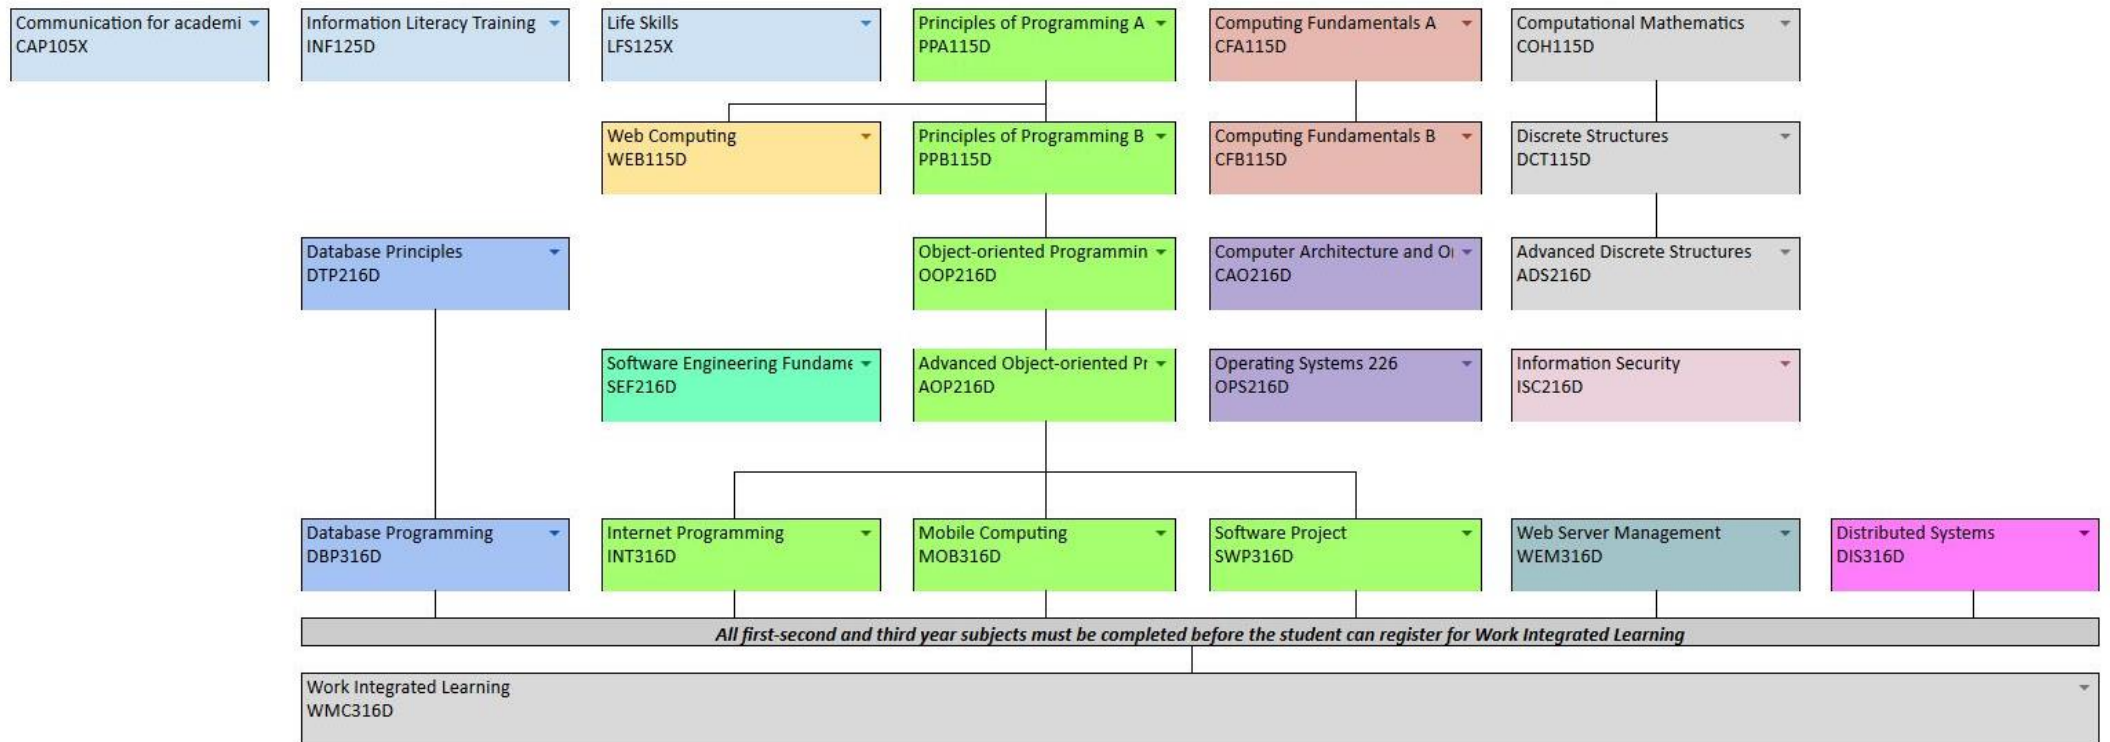 Communication for academi
CAP105X
Information Literacy Training
INF125D
Life Skills
LFS125X
Principles of Programming A
PPA115D
Computing Fundamentals A
CFA115D
Computational Mathematics
COH115D
Web Computing
WEB115D
Principles of Programming B
PPB115D
Computing Fundamentals B
CFB115D
Discrete Structures
DCT115D
Database Principles
DTP216D
Object-oriented Programmin
OOP216D
Computer Architecture and Or
CAO216D
Advanced Discrete Structures
ADS216D
Software Engineering Fundame
SEF216D
Advanced Object-oriented Pr
AOP216D
Operating Systems 226
OPS216D
Information Security
ISC216D
Database Programming
DBP316D
Internet Programming
INT316D
Mobile Computing
MOB316D
Software Project
SWP316D
Web Server Management
WEM316D
Distributed Systems
DIS316D
All first-second and third year subjects must be completed before the student can register for Work Integrated Learning
Work Integrated Learning
WMC316D